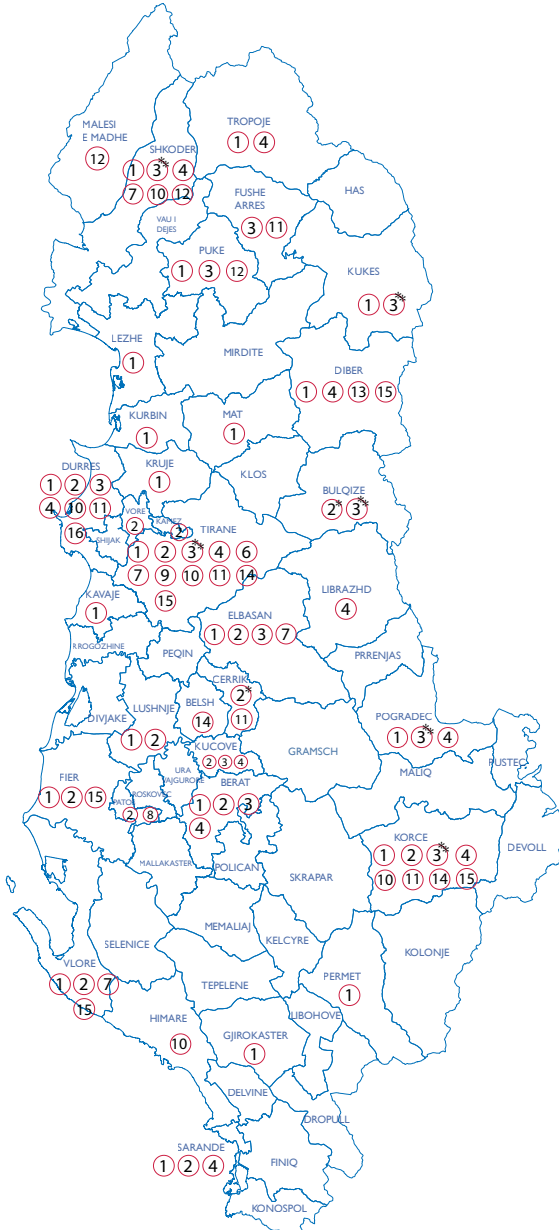 TROPOJE
1 4
MALESI
E MADHE
12
SHKODER
1 3** 4
7 10 12
HAS
FUSHE
ARRES
3 11
VALI I
DEJES
PUKE
1 3 12
KUKES
1 3**
LEZHE
1
MIRDITE
DIBER
1 4 13 15
KURBIN
1
MAT
1
KRUJE
1
KLOS
DURRES
1 2 3
4 10 11
16
BULQIZE
2* 3**
VORE
2
KAMEZ
2
SHIJAK
TIRANE
1 2 3** 4 6
7 9 10 11 14
15
LIBRAZHD
4
KAVAJE
1
ELBASAN
1 2 3 7
RROGOZHINE
PEQIN
PRRENJAS
CERRIK
2*
11
DIVJAKE
LUSHNJE
1 2
BELSH
14
POGRADEC
1 3** 4
KUCOVE
2 3 4
GRAMSCH
MALIQ
PUSTEC
FIER
1 2 15
URA
VAJGURORE
BERAT
1 2 3
4
PATOS
2
ROSKOVEC
8
KORCE
1 2 3** 4
10 11 14 15
DEVOLL
MALLAKASTER
POLICAN
SKRAPAR
MEMALIAJ
SELENICE
KELCYRE
KOLONJE
VLORE
1 2 7
15
TEPELENE
PERMET
1
HIMARE
10
LIBOHOVE
GJIROKASTER
1
DELVINE
DROPULL
SARANDE
1 2 4
FINIQ
KONOSPOL